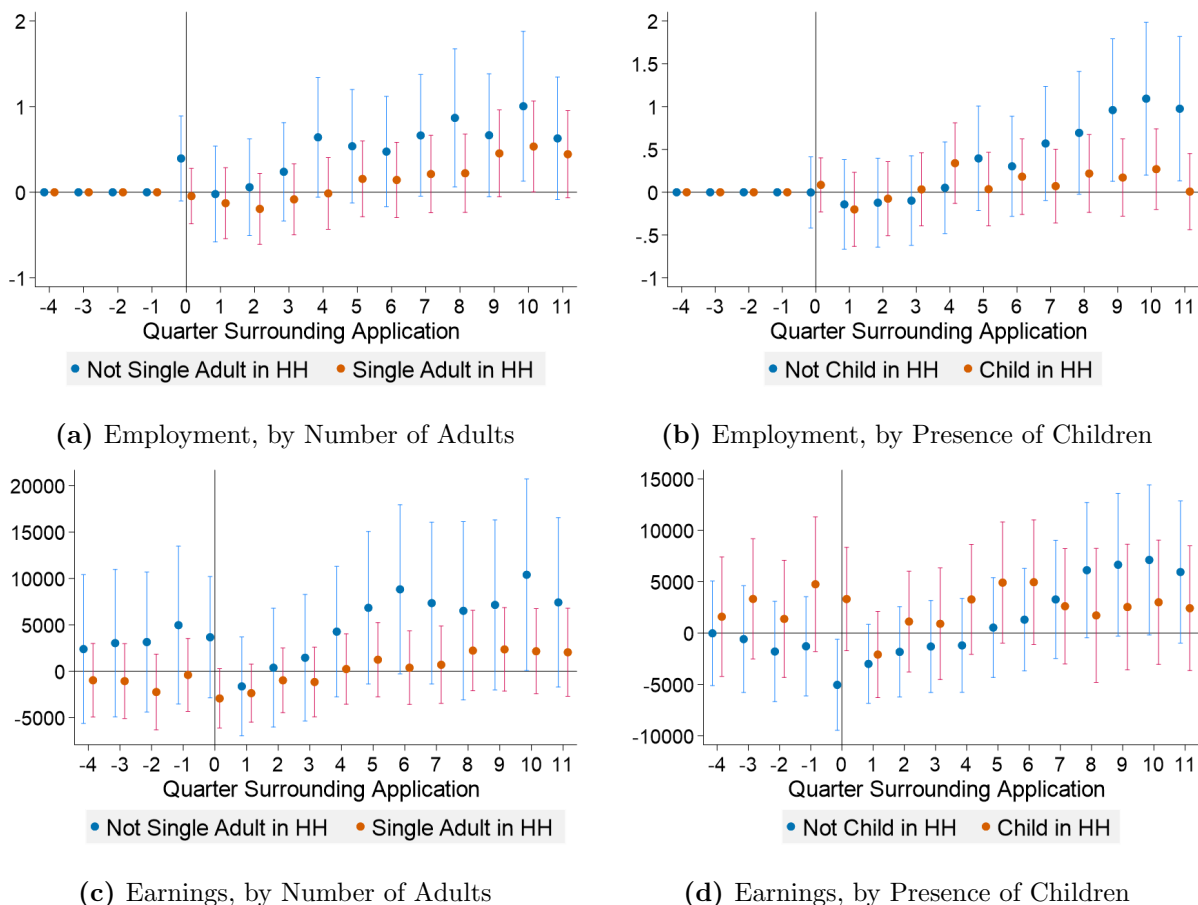 2
1
0
-1
-4 -3 -2 -1 0 1 2 3 4 5 6 7 8 9 10 11
Quarter Surrounding Application
Not Single Adult in HH Single Adult in HH
(a) Employment, by Number of Adults
2
1.5
1
.5
0
-.5
-1
-4 -3 -2 -1 0 1 2 3 4 5 6 7 8 9 10 11
Quarter Surrounding Application
Not Child in HH Child in HH
(b) Employment, by Presence of Children
20000
15000
10000
5000
0
-5000
-4 -3 -2 -1 0 1 2 3 4 5 6 7 8 9 10 11
Quarter Surrounding Application
Not Single Adult in HH Single Adult in HH
(c) Earnings, by Number of Adults
15000
10000
5000
0
-5000
-10000
-4 -3 -2 -1 0 1 2 3 4 5 6 7 8 9 10 11
Quarter Surrounding Application
Not Child in HH Child in HH
(d) Earnings, by Presence of Children